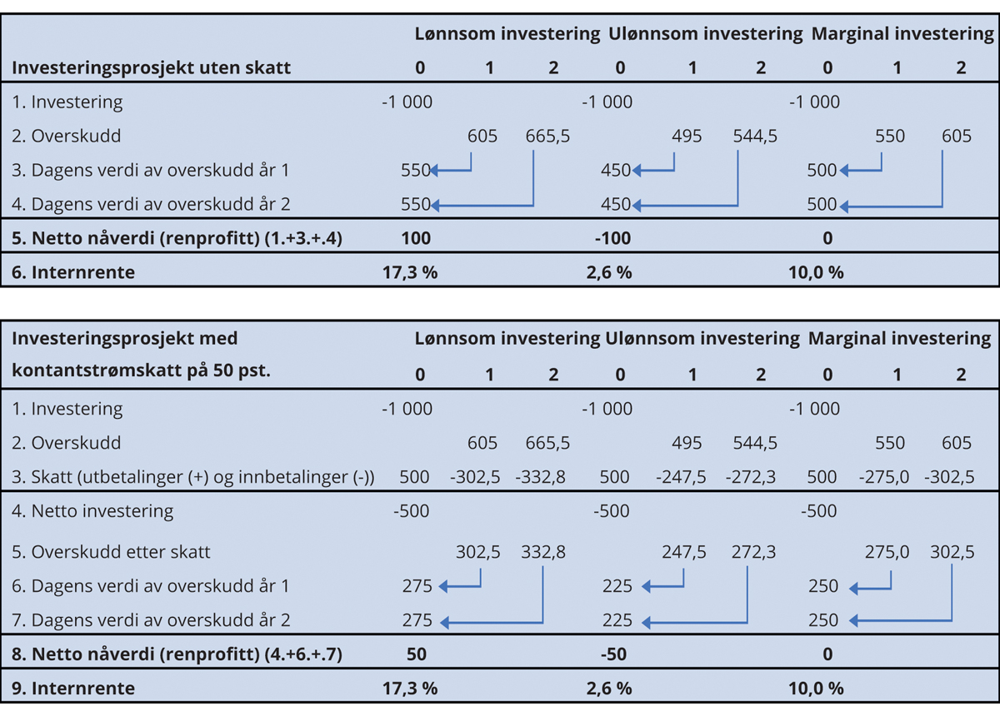 Lønnsom investering Ulønnsom investering Marginal investering
Investeringsprosjekt uten skatt 0 1 2 0 1 2 0 1 2
1. Investering -1 000 -1 000 -1 000
2. Overskudd 605 665,5 495 544,5 550 605
3. Dagens verdi av overskudd år 1 550 450 500
4. Dagens verdi av overskudd år 2 550 450 500
5. Netto nåverdi (renprofitt) (1.+3.+.4) 100 -100 0
6. Internrente 17,3 % 2,6 % 10,0 %
Investeringsprosjekt med Lønnsom investering Ulønnsom investering Marginal investering
kontantstrømskatt på 50 pst. 0 1 2 0 1 2 0 1 2
1. Investering -1 000 -1 000 -1 000
2. Overskudd 605 665,5 495 544,5 550 605
3. Skatt (utbetalinger (+) og innbetalinger (-)) 500 -302,5 -332,8 500 -247,5 -272,3 500 -275,0 -302,5
4. Netto investering -500 -500 -500
5. Overskudd etter skatt 302,5 332,8 247,5 272,3 275,0 302,5
6. Dagens verdi av overskudd år 1 275 225 250
7. Dagens verdi av overskudd år 2 275 225 250
8. Netto nåverdi (renprofitt) (4.+6.+.7) 50 -50 0
9. Internrente 17,3 % 2,6 % 10,0 %